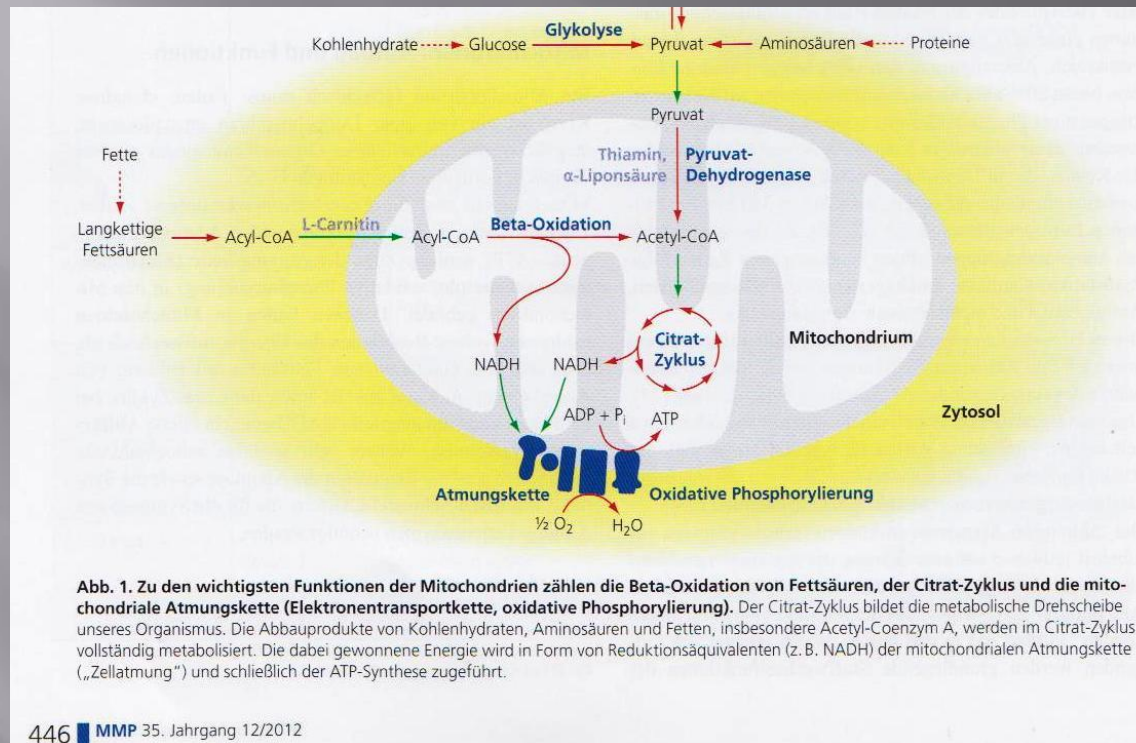 Glykolyse
Kohlenhydrate Glucose Pyruvat Aminosäuren Proteine
Pyruvat
Fette
Thiamin, Pyruvat-
α-Liponsäure Dehydrogenase
Langkettige
Fettsäuren
Acyl-CoA L-Carnitin Acyl-CoA Beta-Oxidation Acetyl-CoA
Citrat-
Zyklus
Mitochondrium
NADH NADH
ADP + Pi ATP
Zytosol
Atmungskette Oxidative Phosphorylierung
½ O2 H2O
Abb. 1. Zu den wichtigsten Funktionen der Mitochondrien zählen die Beta-Oxidation von Fettsäuren, der Citrat-Zyklus und die mito-
chondriale Atmungskette (Elektronentransportkette, oxidative Phosphorylierung). Der Citrat-Zyklus bildet die metabolische Drehscheibe
unseres Organismus. Die Abbauprodukte von Kohlenhydraten, Aminosäuren und Fetten, insbesondere Acetyl-Coenzym A, werden im Citrat-Zyklus
vollständig metabolisiert. Die dabei gewonnene Energie wird in Form von Reduktionsäquivalenten (z. B. NADH) der mitochondrialen Atmungskette
(„Zellatmung“) und schließlich der ATP-Synthese zugeführt.
446 MMP 35. Jahrgang 12/2012